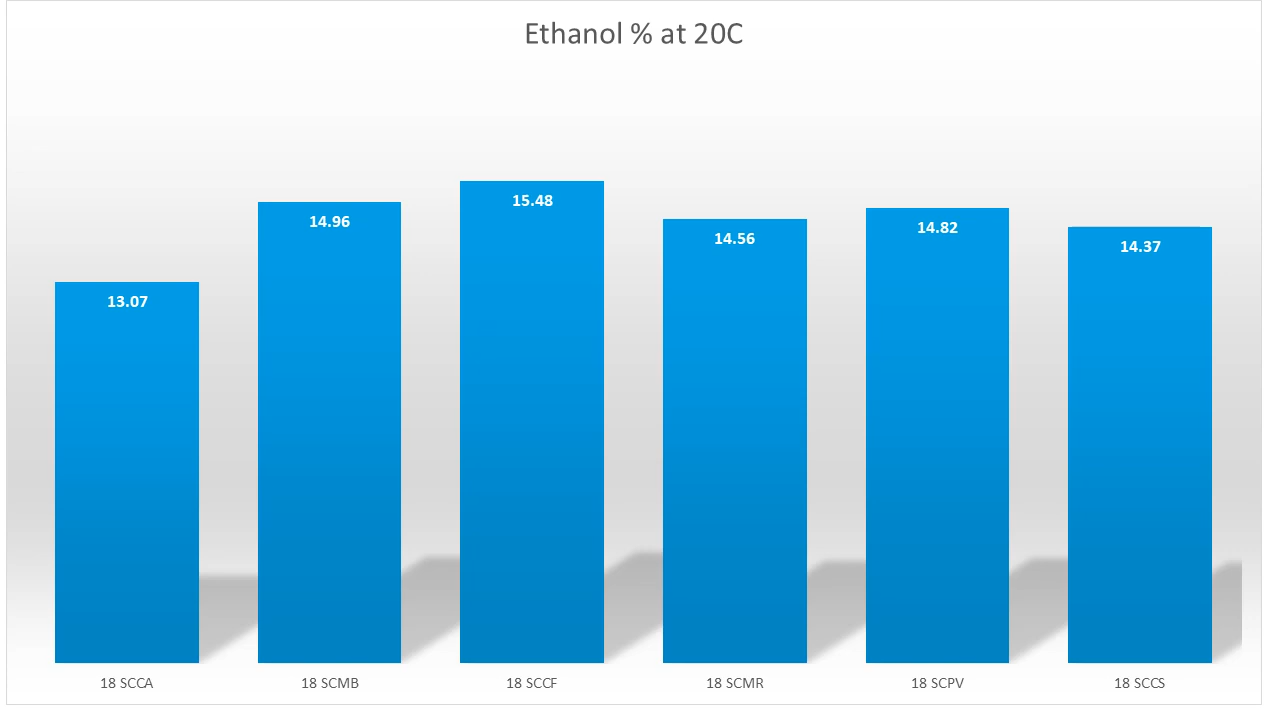 Ethanol % at 20C
13.07
14.96
15.48
14.56
14.82
14.37
18 SCCA
18 SCMB
18 SCCF
18 SCMR
18 SCPV
18 SCCS